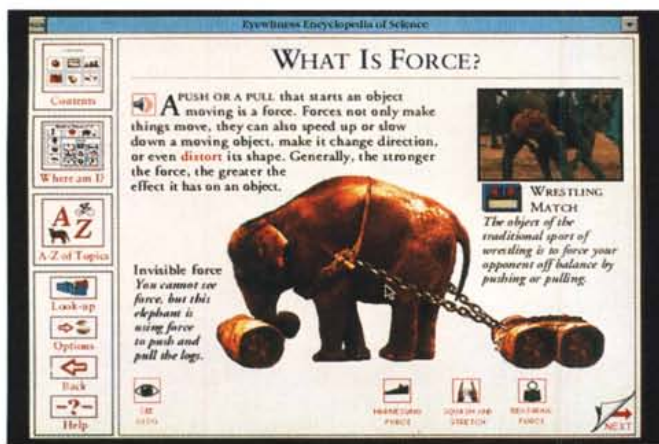 Eyewitness Encyclopedia of Science
WHAT IS FORCE?
A PUSH OR A PULL that starts an object
moving is a force. Forces not only make
things move, they can also speed up or slow
down a moving object, make it change direction,
or even distort its shape. Generally, the stronger
the force, the greater the
effect it has on an object.
WRESTLING
MATCH
The object of the
traditional sport of
wrestling is to force your
opponent off balance by
pushing or pulling.
Invisible force
You cannot see
force, but this
elephant is
using force
to push and
pull the logs.
Contents
Where am I?
A Z
A-Z of Topics
Look-up
Options
Back
-?-
Help
SEE
ALSO
HARNESSING
FORCE
SQUASH AND
STRETCH
FORCE
NEXT